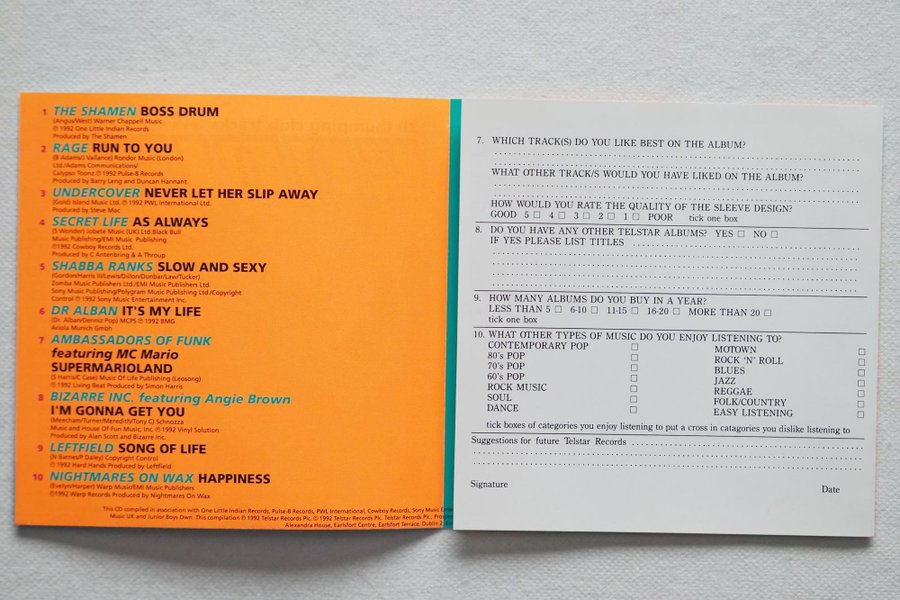 1 THE SHAMEN BOSS DRUM
(Angus/West) Warner Chappell Music
℗ 1992 One Little Indian Records
Produced by The Shamen
2 RAGE RUN TO YOU
(B Adams/J Vallance) Rondor Music (London)
Ltd./Adams Communications/
Calypso Toonz ℗ 1992 Pulse-8 Records
Produced by Barry Leng and Duncan Hannant
3 UNDERCOVER NEVER LET HER SLIP AWAY
(Gold) Island Music Ltd. ℗ 1992 PWL International Ltd.
Produced by Steve Mac
4 SECRET LIFE AS ALWAYS
(S Wonder) Jobete Music (UK) Ltd.Black Bull
Music Publishing/EMI Music Publishing
℗1992 Cowboy Records Ltd.
Produced by C Antenbring & A Throup
5 SHABBA RANKS SLOW AND SEXY
(Gordon/Harris III/Lewis/Dillon/Dunbar/Law/Tucker)
Zomba Music Publishers Ltd./EMI Music Publishers Ltd.
Sony Music Publishing/Polygram Music Publishing Ltd./Copyright
Control ℗ 1992 Sony Music Entertainment Inc.
6 DR ALBAN IT'S MY LIFE
(Dr. Alban/Denniz Pop) MCPS ℗ 1992 BMG
Ariola Munich Gmbh
7 AMBASSADORS OF FUNK
featuring MC Mario
SUPERMARIOLAND
(S Harris/C Case) Music Of Life Publishing (Leosong)
℗ 1992 Living Beat Produced by Simon Harris
8 BIZARRE INC. featuring Angie Brown
I'M GONNA GET YOU
(Meecham/Turner/Meredith/Tony C) Schnozza
Music and House Of Fun Music, Inc ℗ 1992 Vinyl Solution
Produced by Alan Scott and Bizarre Inc.
9 LEFTFIELD SONG OF LIFE
(N Barnes/P Daley) Copyright Control
℗ 1992 Hard Hands Produced by Leftfield
10 NIGHTMARES ON WAX HAPPINESS
(Evelyn/Harper) Warp Music/EMI Music Publishers
℗1992 Warp Records Produced by Nightmares On Wax
This CD compiled in association with One Little Indian Records, Pulse-8 Records, PWL International, Cowboy Records, Sony Music
Music UK and Junior Boys Own. This compilation ℗ 1992 Telstar Records Plc. © 1992 Telstar Records Plc. Telstar Records Plc.,
Alexandra House, Earlsfort Centre, Earlsfort Terrace, Dublin 2,
7. WHICH TRACK(S) DO YOU LIKE BEST ON THE ALBUM?
WHAT OTHER TRACK/S WOULD YOU HAVE LIKED ON THE ALBUM?
HOW WOULD YOU RATE THE QUALITY OF THE SLEEVE DESIGN?
GOOD 5 □ 4 □ 3 □ 2 □ 1 □ POOR tick one box
8. DO YOU HAVE ANY OTHER TELSTAR ALBUMS? YES □ NO □
IF YES PLEASE LIST TITLES
9. HOW MANY ALBUMS DO YOU BUY IN A YEAR?
LESS THAN 5 □ 6-10 □ 11-15 □ 16-20 □ MORE THAN 20 □
tick one box
10. WHAT OTHER TYPES OF MUSIC DO YOU ENJOY LISTENING TO?
CONTEMPORARY POP □
80's POP □
70's POP □
60's POP □
ROCK MUSIC □
SOUL □
DANCE □
MOTOWN □
ROCK 'N' ROLL □
BLUES □
JAZZ □
REGGAE □
FOLK/COUNTRY □
EASY LISTENING □
tick boxes of categories you enjoy listening to put a cross in catagories you dislike listening to
Suggestions for future Telstar Records
Signature
Date